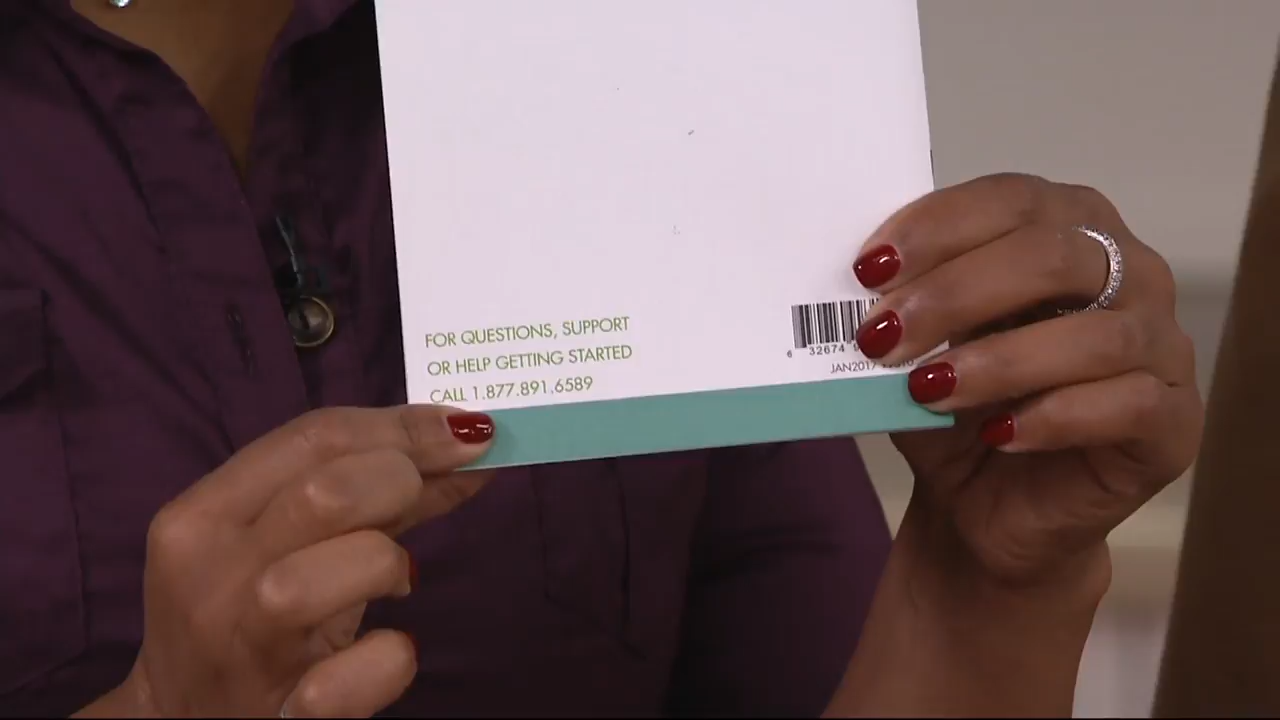 FOR QUESTIONS, SUPPORT
OR HELP GETTING STARTED
CALL 1.877.891.6589
6 32674
JAN2017